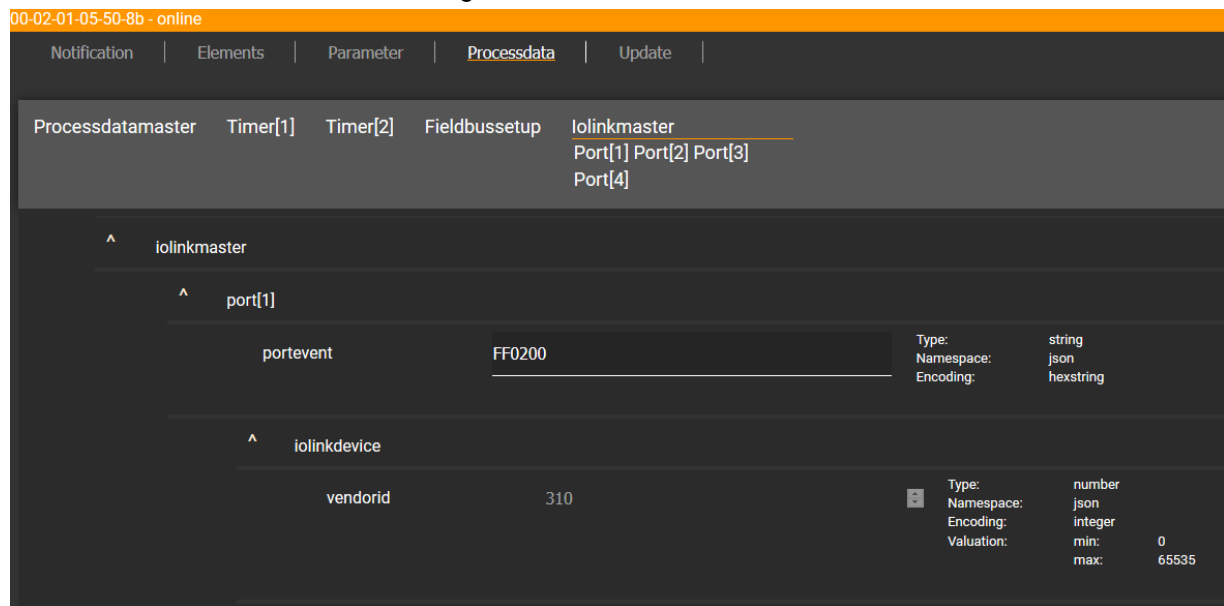 00-02-01-05-50-8b - online
Notification | Elements | Parameter | Processdata | Update |
Processdatamaster Timer[1] Timer[2] Fieldbussetup Iolinkmaster
Port[1] Port[2] Port[3]
Port[4]
^ iolinkmaster
^ port[1]
portevent FF0200 Type: string
Namespace: json
Encoding: hexstring
^ iolinkdevice
vendorid 310 Type: number
Namespace: json
Encoding: integer
Valuation: min: 0
max: 65535